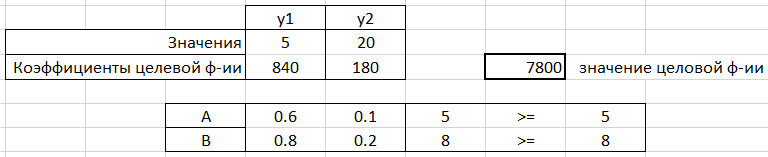 y1 y2
Значения 5 20
Коэффициенты целевой ф-ии 840 180 7800 значение целовой ф-ии
A 0.6 0.1 5 >= 5
B 0.8 0.2 8 >= 8